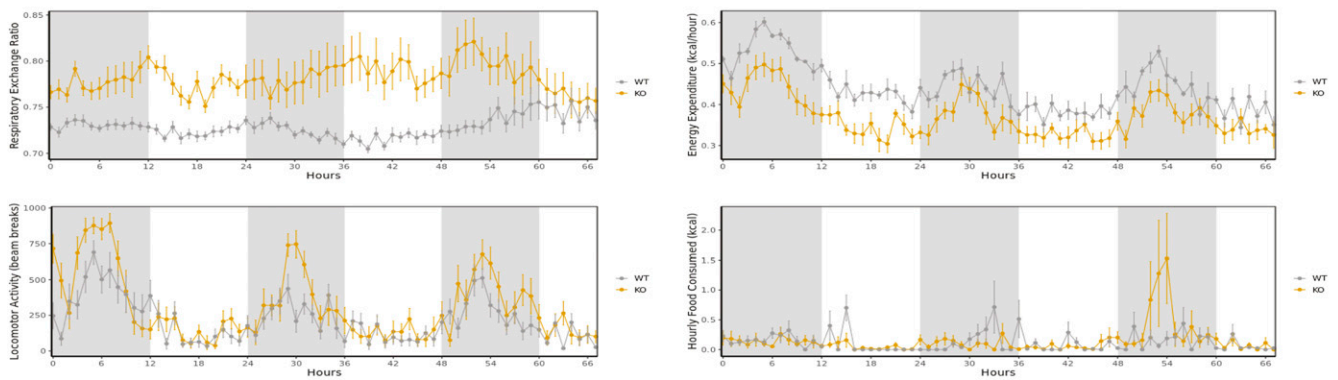 Respiratory Exchange Ratio
0.85
0.80
0.75
0.70
0 6 12 18 24 30 36 42 48 54 60 66
Hours
WT
KO
Energy Expenditure (kcal/hour)
0.6
0.5
0.4
0.3
0 6 12 18 24 30 36 42 48 54 60 66
Hours
WT
KO
Locomotor Activity (beam breaks)
1000
750
500
250
0
0 6 12 18 24 30 36 42 48 54 60 66
Hours
WT
KO
Hourly Food Consumed (kcal)
2.0
1.5
1.0
0.5
0.0
0 6 12 18 24 30 36 42 48 54 60 66
Hours
WT
KO